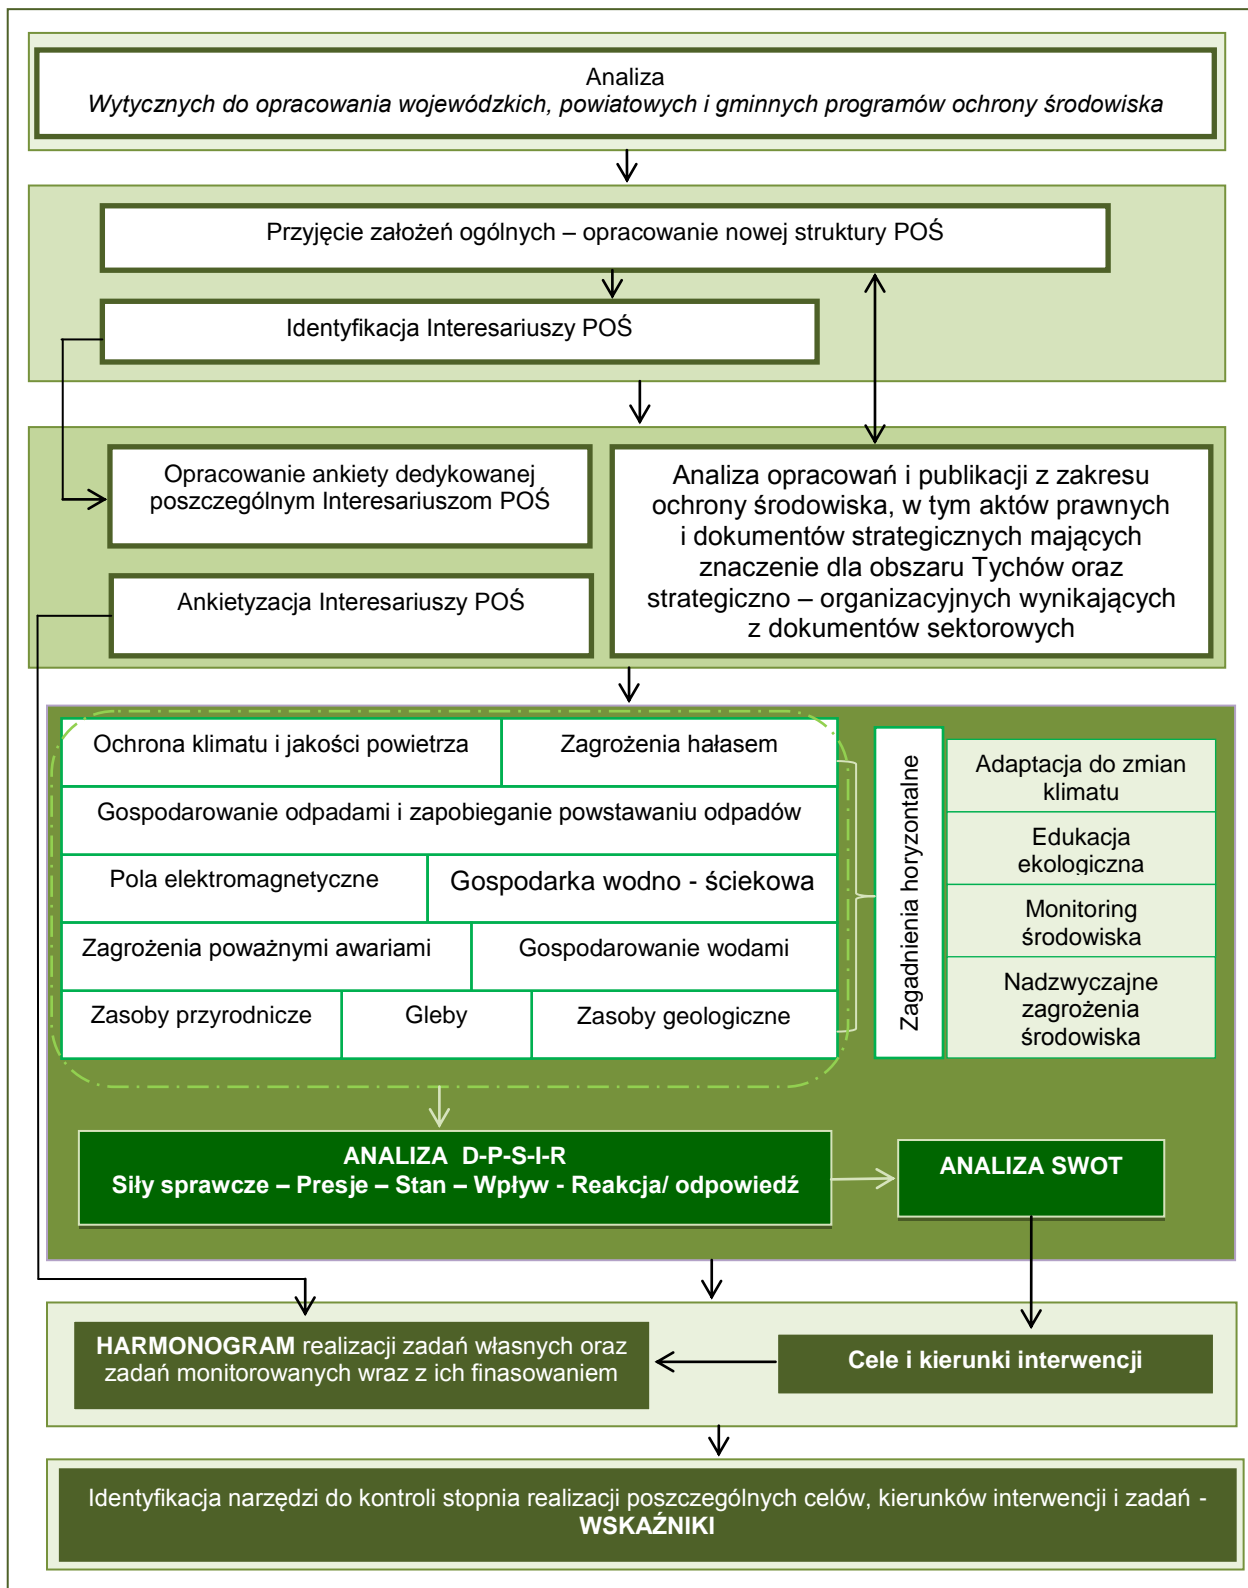 Analiza
Wytycznych do opracowania wojewódzkich, powiatowych i gminnych programów ochrony środowiska
Przyjęcie założeń ogólnych – opracowanie nowej struktury POŚ
Identyfikacja Interesariuszy POŚ
Opracowanie ankiety dedykowanej
poszczególnym Interesariuszom POŚ
Ankietyzacja Interesariuszy POŚ
Analiza opracowań i publikacji z zakresu
ochrony środowiska, w tym aktów prawnych
i dokumentów strategicznych mających
znaczenie dla obszaru Tychów oraz
strategiczno – organizacyjnych wynikających
z dokumentów sektorowych
Ochrona klimatu i jakości powietrza
Zagrożenia hałasem
Gospodarowanie odpadami i zapobieganie powstawaniu odpadów
Pola elektromagnetyczne
Gospodarka wodno - ściekowa
Zagrożenia poważnymi awariami
Gospodarowanie wodami
Zasoby przyrodnicze
Gleby
Zasoby geologiczne
Zagadnienia horyzontalne
Adaptacja do zmian
klimatu
Edukacja
ekologiczna
Monitoring
środowiska
Nadzwyczajne
zagrożenia
środowiska
ANALIZA D-P-S-I-R
Siły sprawcze – Presje – Stan – Wpływ - Reakcja/ odpowiedź
ANALIZA SWOT
HARMONOGRAM realizacji zadań własnych oraz
zadań monitorowanych wraz z ich finasowaniem
Cele i kierunki interwencji
Identyfikacja narzędzi do kontroli stopnia realizacji poszczególnych celów, kierunków interwencji i zadań -
WSKAŹNIKI